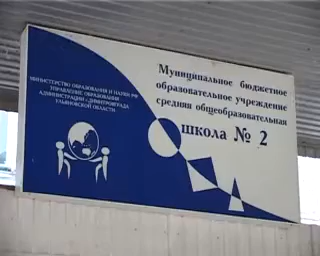 МИНИСТЕРСТВО ОБРАЗОВАНИЯ И НАУКИ РФ
УПРАВЛЕНИЕ ОБРАЗОВАНИЯ
АДМИНИСТРАЦИИ г.ДИМИТРОВГРАДА
УЛЬЯНОВСКОЙ ОБЛАСТИ
Муниципальное бюджетное
образовательное учреждение
средняя общеобразовательная
школа № 2